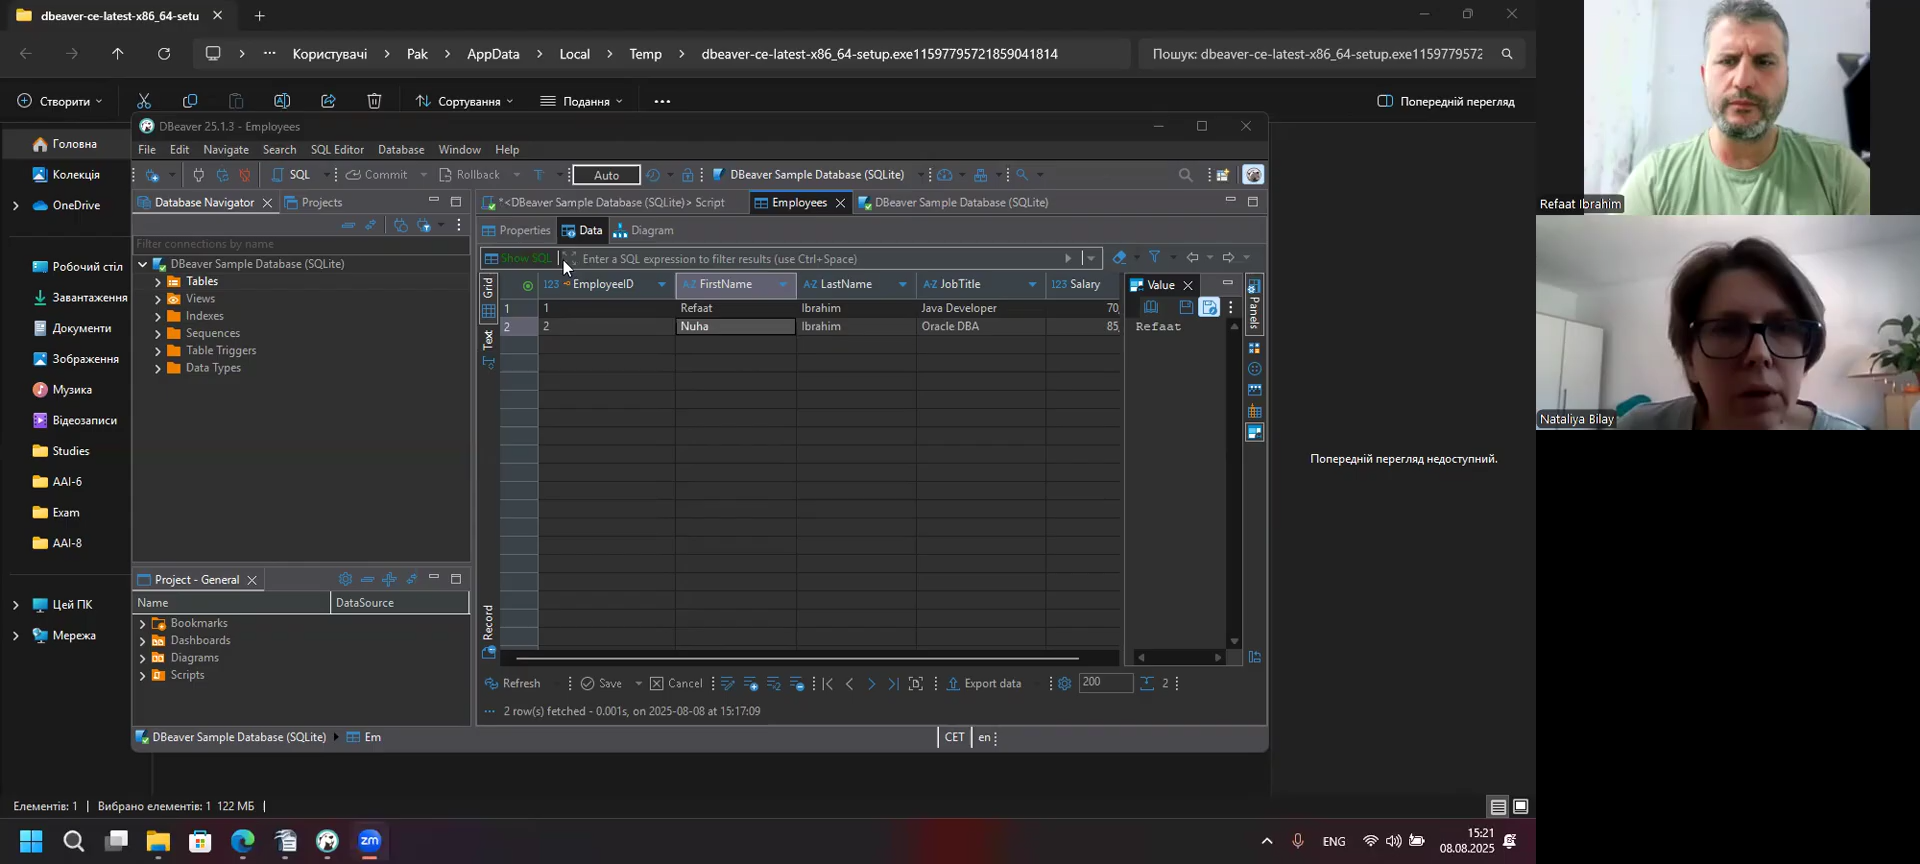 dbeaver-ce-latest-x86_64-setu
Користувачі > Pak > AppData > Local > Temp > dbeaver-ce-latest-x86_64-setup.exe11597795721859041814
Пошук: dbeaver-ce-latest-x86_64-setup.exe1159779572
Створити
Сортування
Подання
Попередній перегляд
Головна
Колекція
OneDrive
Робочий стіл
Завантаження
Документи
Зображення
Музика
Відеозаписи
Studies
AAI-6
Exam
AAI-8
Цей ПК
Мережа
DBeaver 25.1.3 - Employees
File Edit Navigate Search SQL Editor Database Window Help
SQL Commit Rollback T Auto DBeaver Sample Database (SQLite)
Database Navigator Projects
Filter connections by name
DBeaver Sample Database (SQLite)
Tables
Views
Indexes
Sequences
Table Triggers
Data Types
Project - General
Name DataSource
Bookmarks
Dashboards
Diagrams
Scripts
*<DBeaver Sample Database (SQLite)> Script Employees DBeaver Sample Database (SQLite)
Properties Data Diagram
Show SQL Enter a SQL expression to filter results (use Ctrl+Space)
Grid
Text
Record
123 EmployeeID A-Z FirstName A-Z LastName A-Z JobTitle 123 Salary
1 1 Refaat Ibrahim Java Developer 70,
2 2 Nuha Ibrahim Oracle DBA 85,
Value
Refaat
Panels
Refresh Save Cancel Export data 200 2
2 row(s) fetched - 0.001s, on 2025-08-08 at 15:17:09
DBeaver Sample Database (SQLite) Em
CET en
Попередній перегляд недоступний.
Елементів: 1 Вибрано елементів: 1 122 МБ
zm
ENG
15:21
08.08.2025
Refaat Ibrahim
Nataliya Bilay